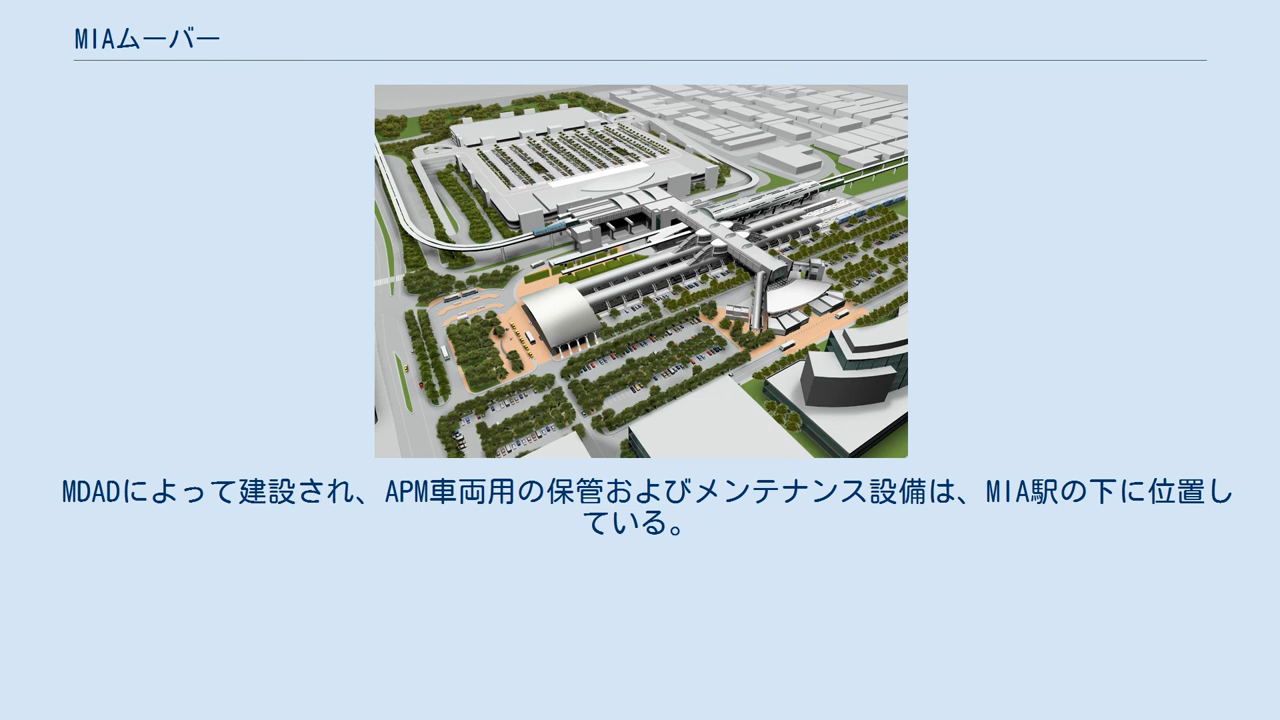 MIAムーバー
MDADによって建設され、APM車両用の保管およびメンテナンス設備は、MIA駅の下に位置し
ている。